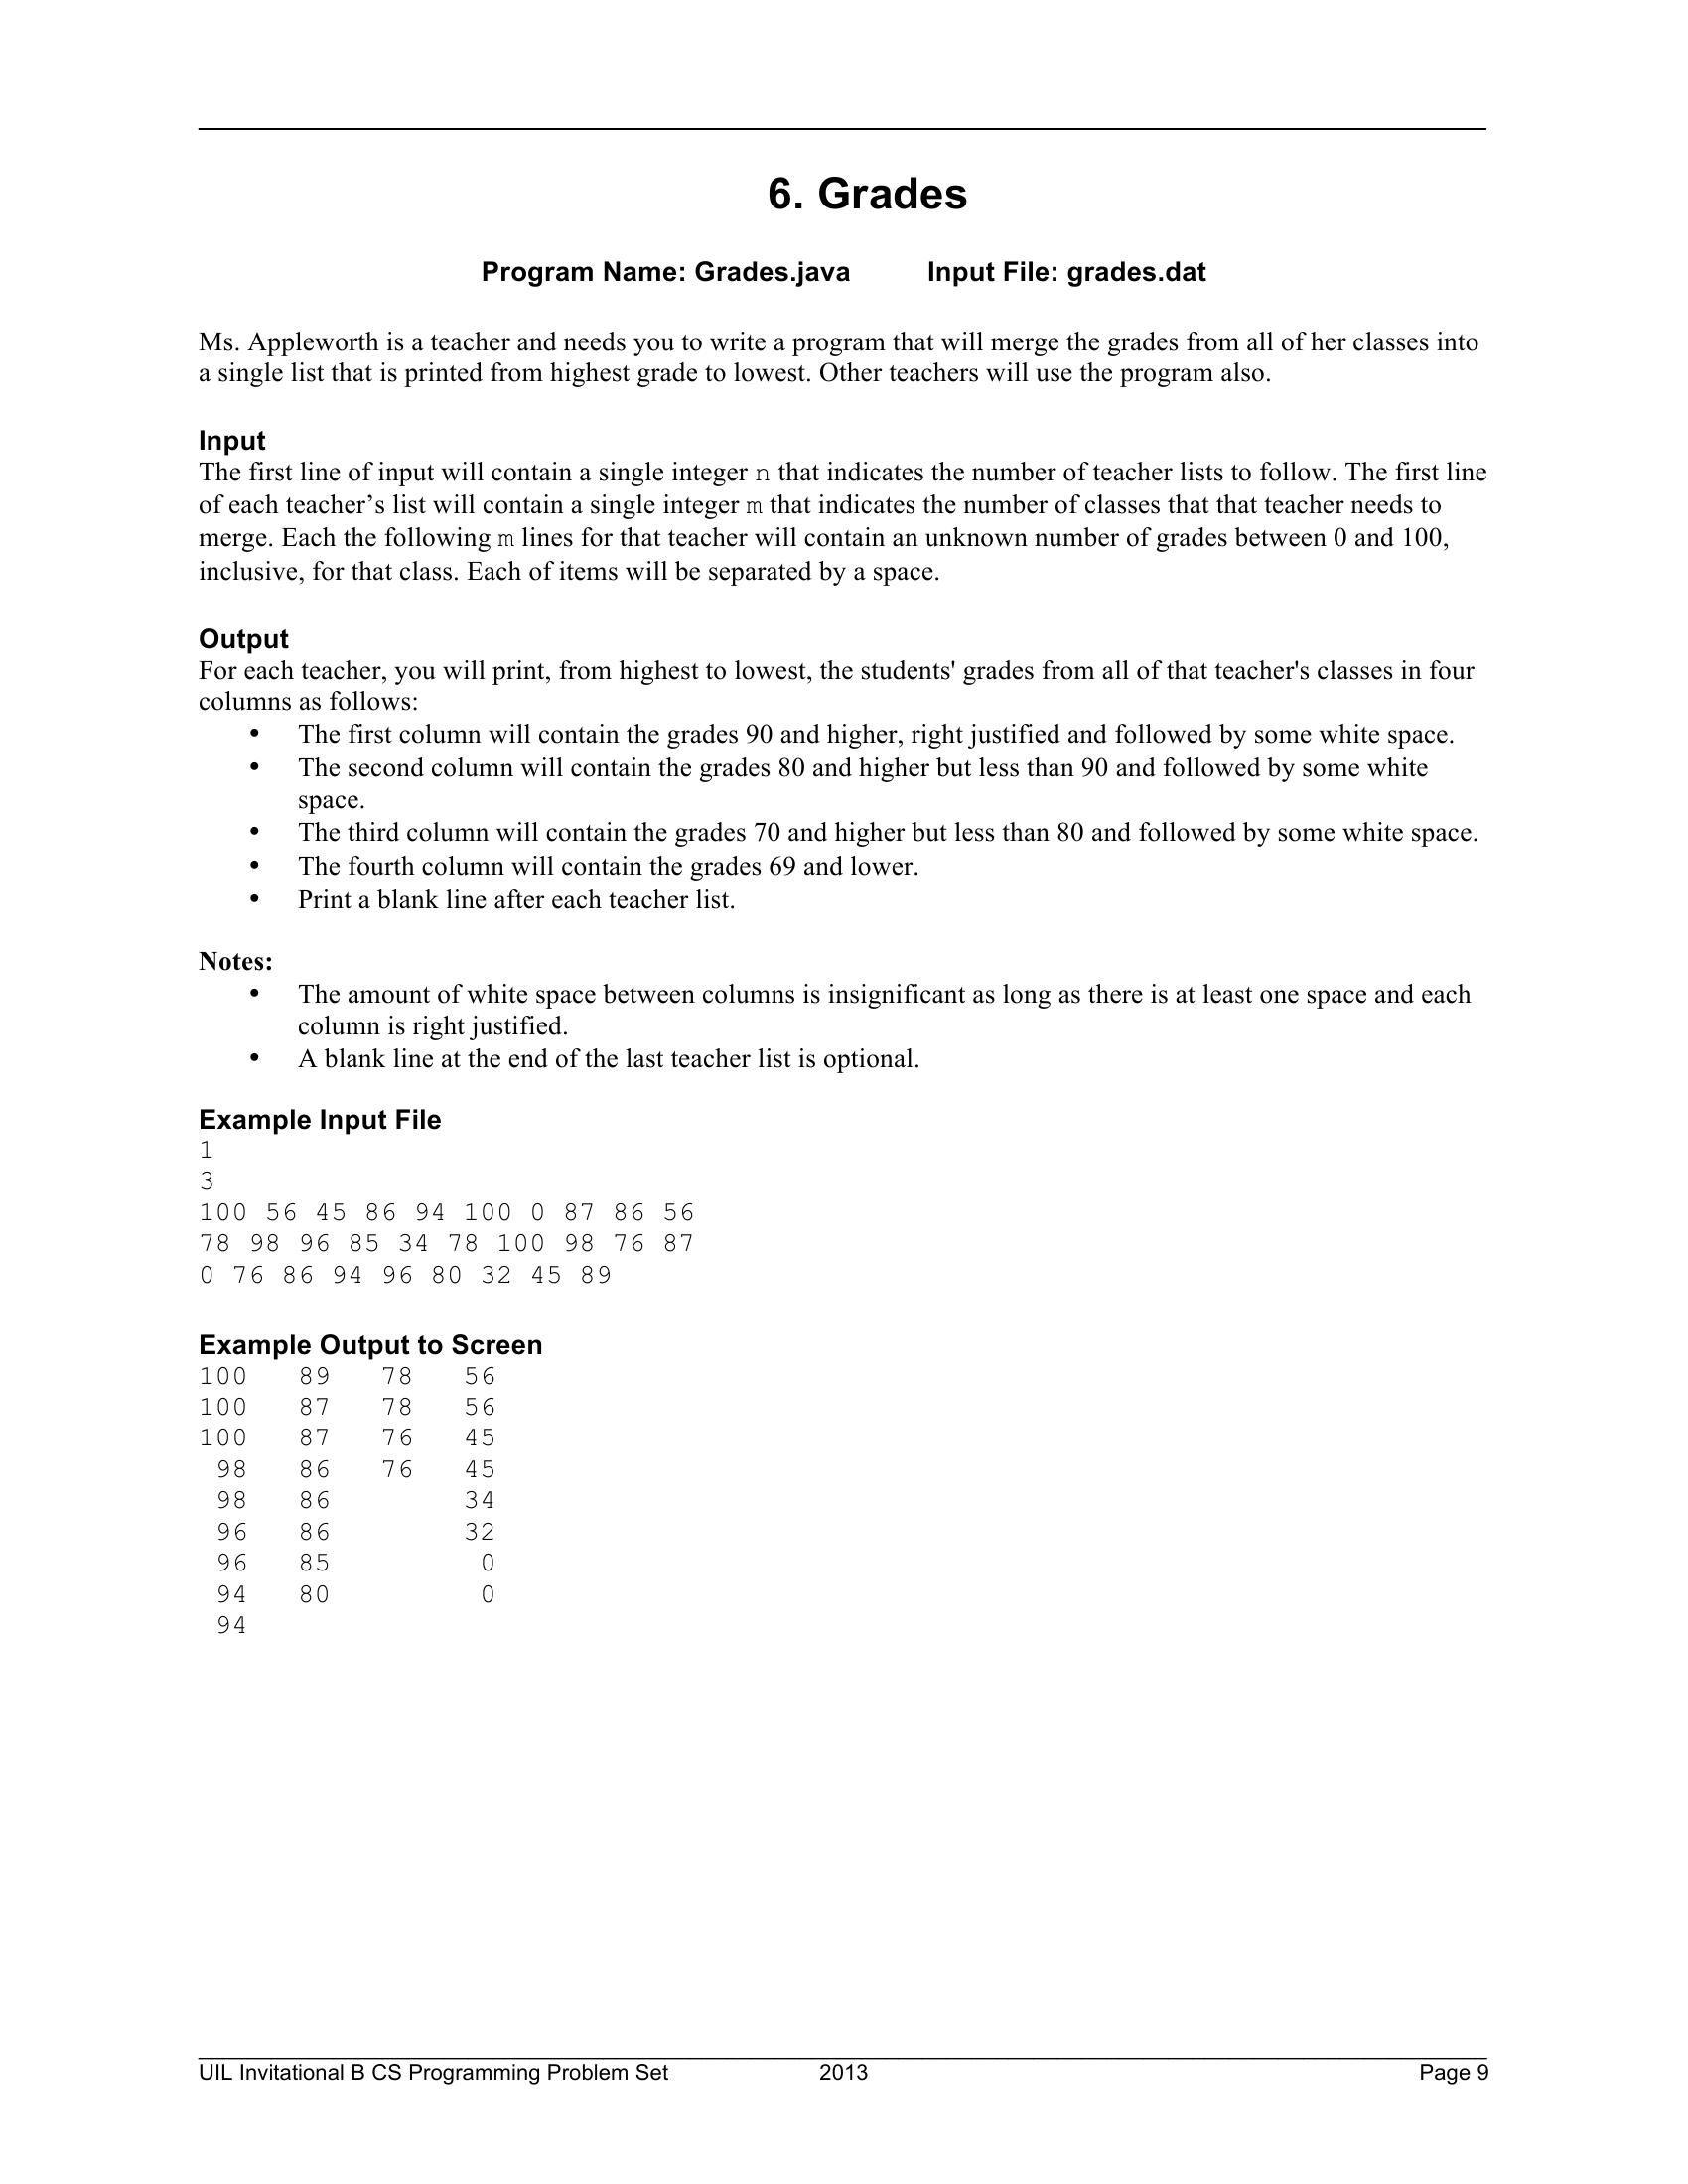 6. Grades
Program Name: Grades.java Input File: grades.dat
Ms. Appleworth is a teacher and needs you to write a program that will merge the grades from all of her classes into
a single list that is printed from highest grade to lowest. Other teachers will use the program also.
Input
The first line of input will contain a single integer n that indicates the number of teacher lists to follow. The first line
of each teacher’s list will contain a single integer m that indicates the number of classes that that teacher needs to
merge. Each the following m lines for that teacher will contain an unknown number of grades between 0 and 100,
inclusive, for that class. Each of items will be separated by a space.
Output
For each teacher, you will print, from highest to lowest, the students' grades from all of that teacher's classes in four
columns as follows:
• The first column will contain the grades 90 and higher, right justified and followed by some white space.
• The second column will contain the grades 80 and higher but less than 90 and followed by some white
space.
• The third column will contain the grades 70 and higher but less than 80 and followed by some white space.
• The fourth column will contain the grades 69 and lower.
• Print a blank line after each teacher list.
Notes:
• The amount of white space between columns is insignificant as long as there is at least one space and each
column is right justified.
• A blank line at the end of the last teacher list is optional.
Example Input File
1
3
100 56 45 86 94 100 0 87 86 56
78 98 96 85 34 78 100 98 76 87
0 76 86 94 96 80 32 45 89
Example Output to Screen
100   89   78   56
100   87   78   56
100   87   76   45
 98   86   76   45
 98   86        34
 96   86        32
 96   85         0
 94   80         0
 94
UIL Invitational B CS Programming Problem Set 2013 Page 9